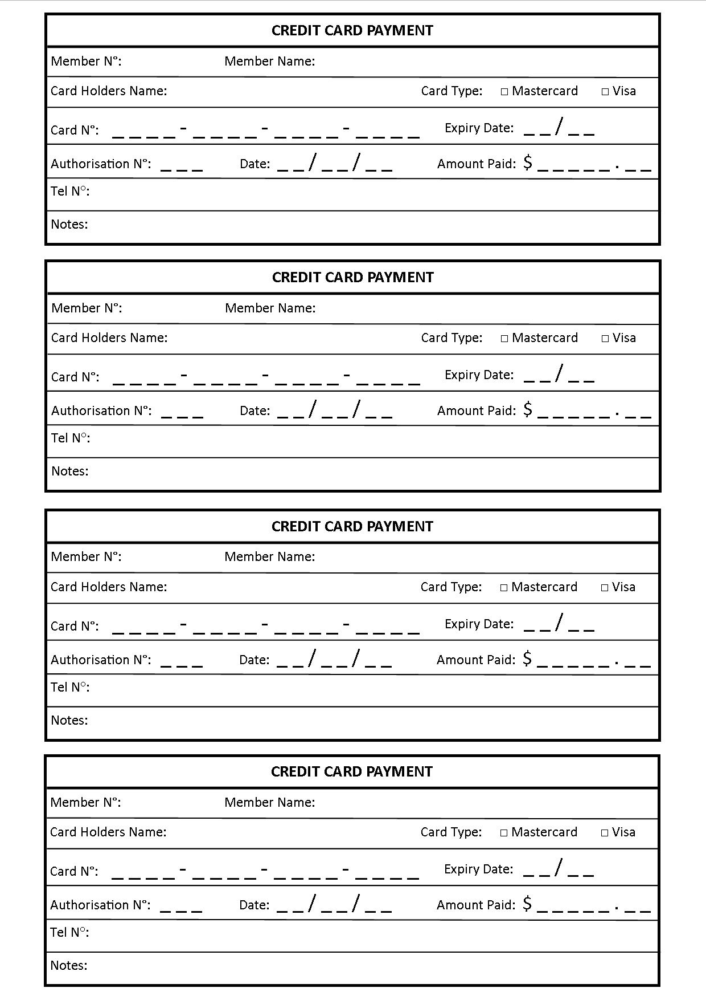 CREDIT CARD PAYMENT
Member N°: Member Name:
Card Holders Name: Card Type: □ Mastercard □ Visa
Card N°: _ _ _ _ - _ _ _ _ - _ _ _ _ - _ _ _ _ Expiry Date: _ _ / _ _
Authorisation N°: _ _ _ Date: _ _ / _ _ / _ _ Amount Paid: $ _ _ _ _ _ . _ _
Tel N°:
Notes:
CREDIT CARD PAYMENT
Member N°: Member Name:
Card Holders Name: Card Type: □ Mastercard □ Visa
Card N°: _ _ _ _ - _ _ _ _ - _ _ _ _ - _ _ _ _ Expiry Date: _ _ / _ _
Authorisation N°: _ _ _ Date: _ _ / _ _ / _ _ Amount Paid: $ _ _ _ _ _ . _ _
Tel N°:
Notes:
CREDIT CARD PAYMENT
Member N°: Member Name:
Card Holders Name: Card Type: □ Mastercard □ Visa
Card N°: _ _ _ _ - _ _ _ _ - _ _ _ _ - _ _ _ _ Expiry Date: _ _ / _ _
Authorisation N°: _ _ _ Date: _ _ / _ _ / _ _ Amount Paid: $ _ _ _ _ _ . _ _
Tel N°:
Notes:
CREDIT CARD PAYMENT
Member N°: Member Name:
Card Holders Name: Card Type: □ Mastercard □ Visa
Card N°: _ _ _ _ - _ _ _ _ - _ _ _ _ - _ _ _ _ Expiry Date: _ _ / _ _
Authorisation N°: _ _ _ Date: _ _ / _ _ / _ _ Amount Paid: $ _ _ _ _ _ . _ _
Tel N°:
Notes: